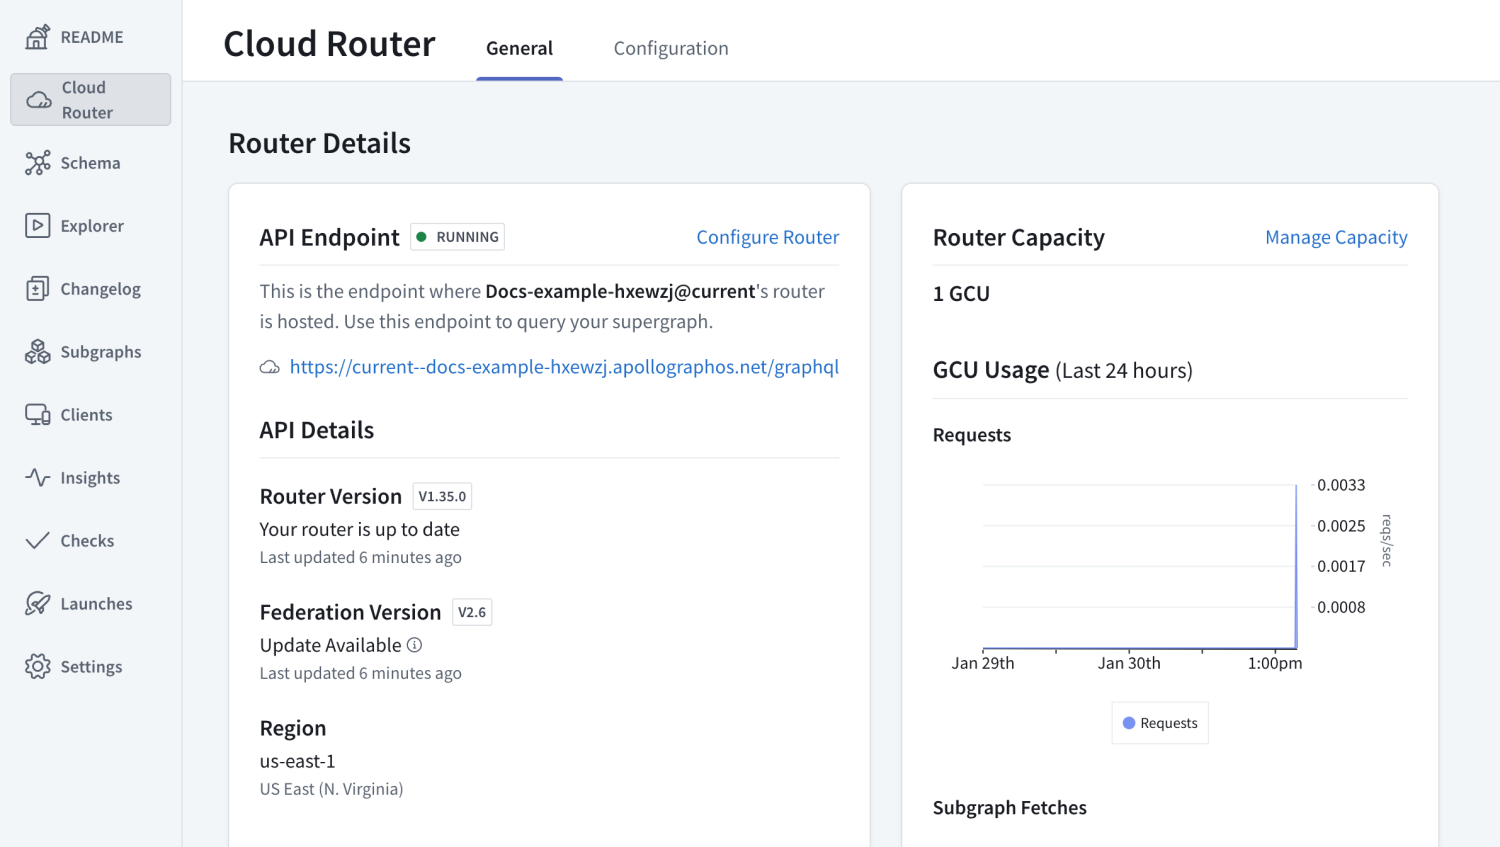 README
Cloud
Router
Schema
Explorer
Changelog
Subgraphs
Clients
Insights
Checks
Launches
Settings
Cloud Router
General
Configuration
Router Details
API Endpoint
RUNNING
Configure Router
This is the endpoint where Docs-example-hxewzj@current's router
is hosted. Use this endpoint to query your supergraph.
https://current--docs-example-hxewzj.apollographos.net/graphql
API Details
Router Version
V1.35.0
Your router is up to date
Last updated 6 minutes ago
Federation Version
V2.6
Update Available
Last updated 6 minutes ago
Region
us-east-1
US East (N. Virginia)
Router Capacity
Manage Capacity
1 GCU
GCU Usage (Last 24 hours)
Requests
0.0033
0.0025
0.0017
0.0008
reqs/sec
Jan 29th
Jan 30th
1:00pm
Requests
Subgraph Fetches